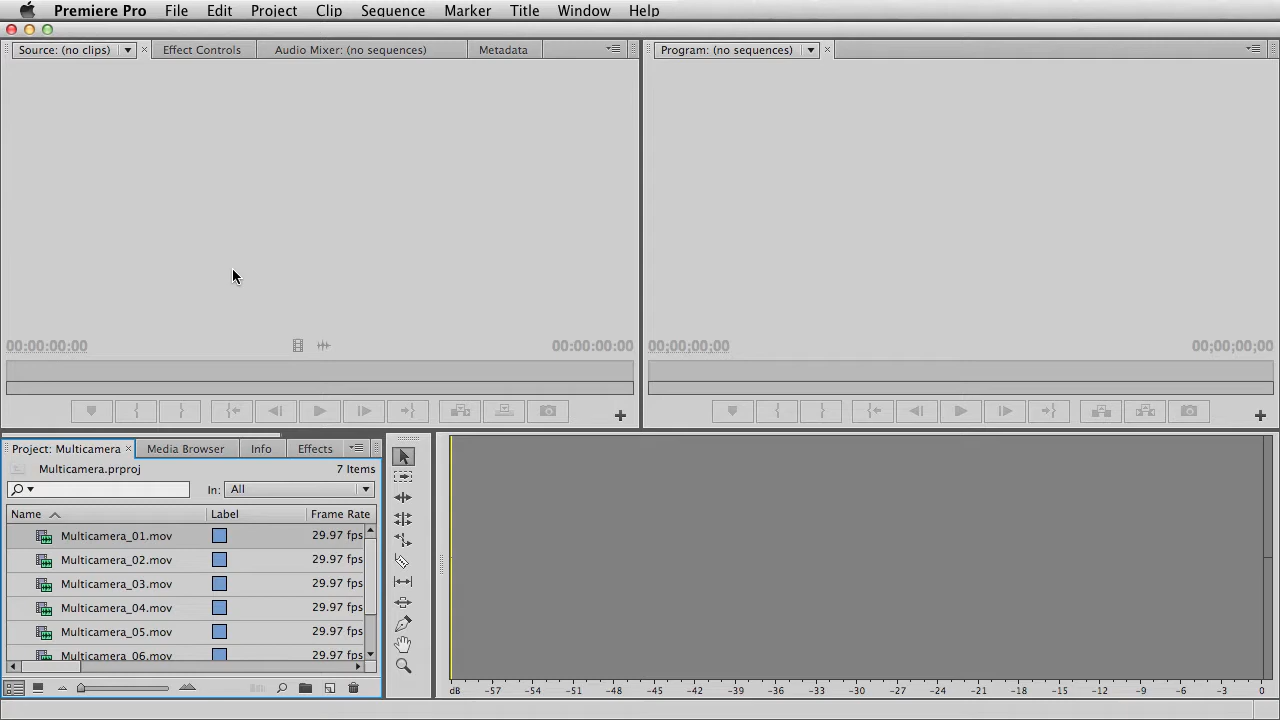 Premiere Pro File Edit Project Clip Sequence Marker Title Window Help
Source: (no clips) Effect Controls Audio Mixer: (no sequences) Metadata Program: (no sequences)
00:00:00:00 00:00:00:00 00;00;00;00 00;00;00;00
Project: Multicamera Media Browser Info Effects
Multicamera.prproj 7 Items
In: All
Name Label Frame Rate
Multicamera_01.mov 29.97 fps
Multicamera_02.mov 29.97 fps
Multicamera_03.mov 29.97 fps
Multicamera_04.mov 29.97 fps
Multicamera_05.mov 29.97 fps
Multicamera_06.mov 29.97 fps
dB -57 -54 -51 -48 -45 -42 -39 -36 -33 -30 -27 -24 -21 -18 -15 -12 -9 -6 -3 0